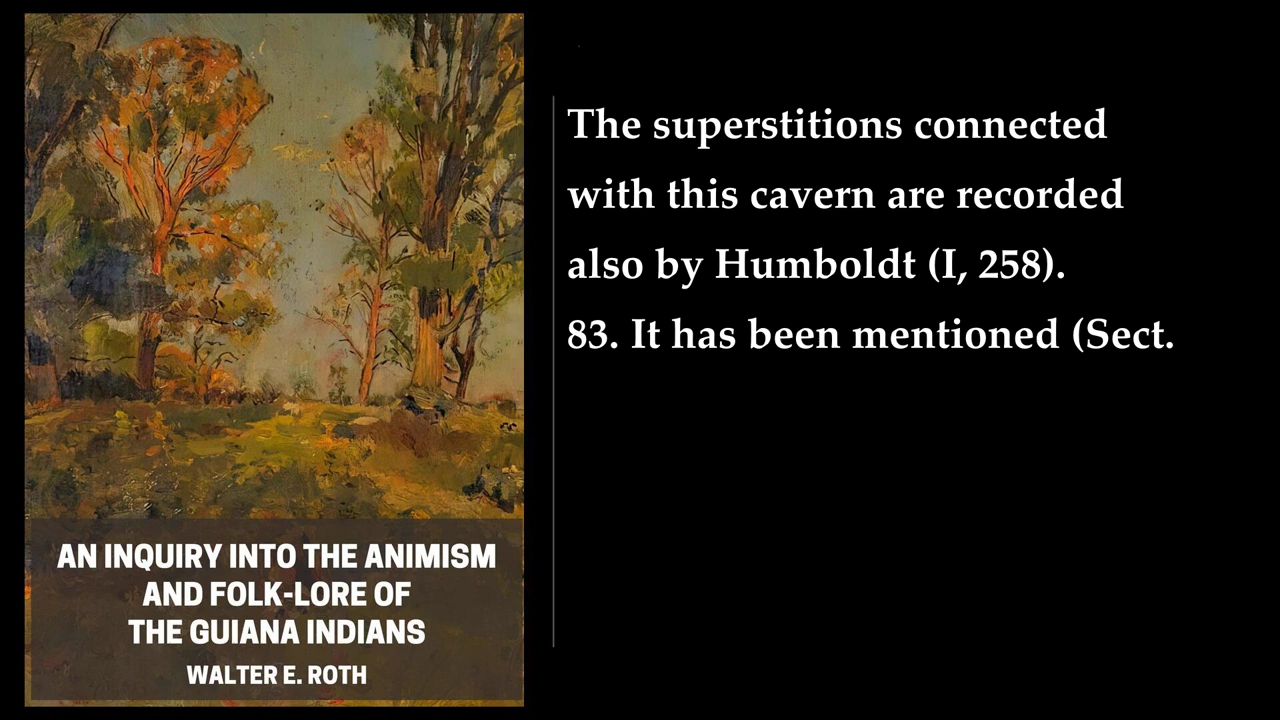 The superstitions connected
with this cavern are recorded
also by Humboldt (I, 258).
83. It has been mentioned (Sect.
AN INQUIRY INTO THE ANIMISM
AND FOLK-LORE OF
THE GUIANA INDIANS
WALTER E. ROTH